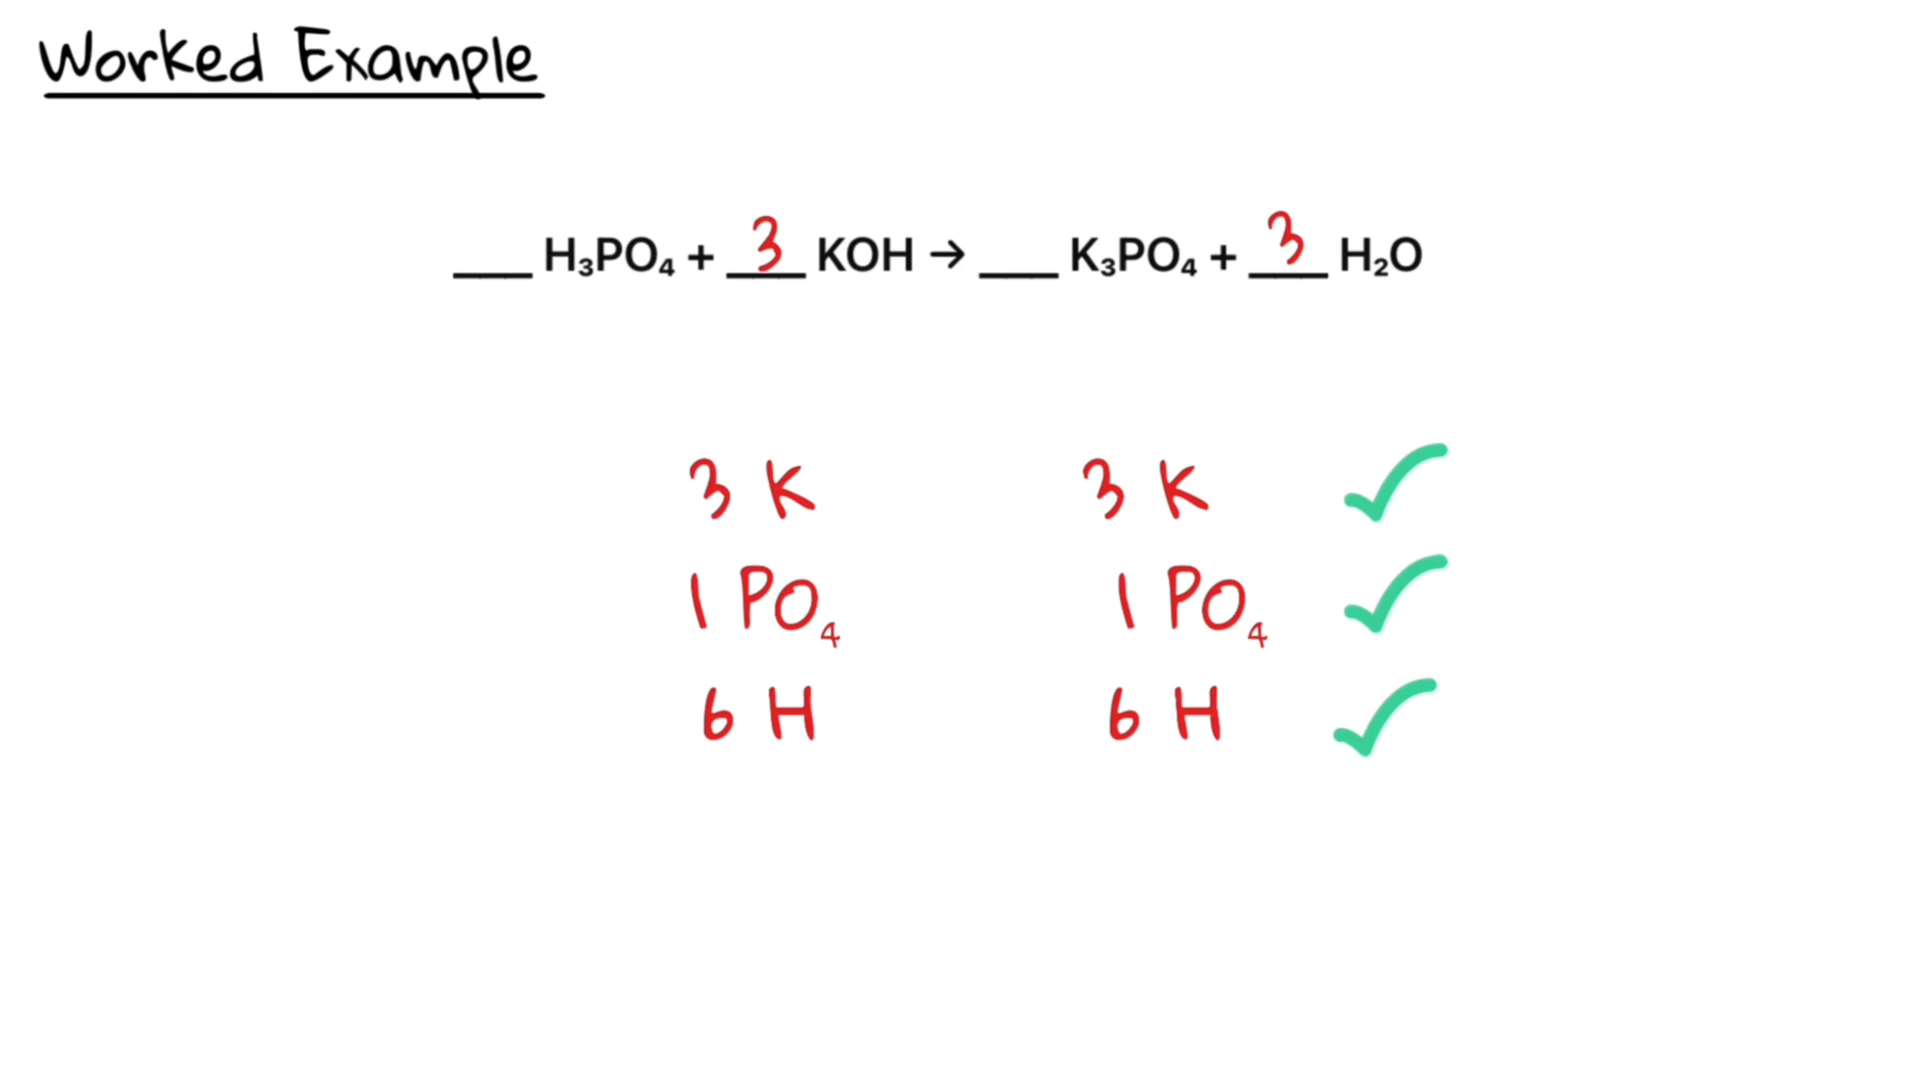 Worked Example
___ H₃PO₄ + 3 KOH → ___ K₃PO₄ + 3 H₂O
3 K 3 K ✓
1 PO₄ 1 PO₄ ✓
6 H 6 H ✓